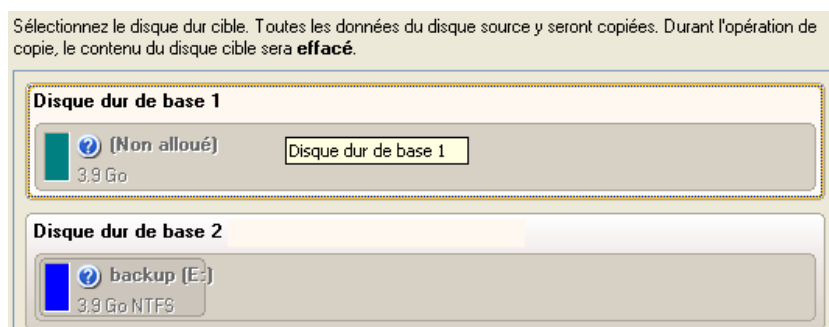 Sélectionnez le disque dur cible. Toutes les données du disque source y seront copiées. Durant l'opération de
copie, le contenu du disque cible sera effacé.
Disque dur de base 1
(Non alloué)
Disque dur de base 1
3,9 Go
Disque dur de base 2
backup (E:)
3,9 Go NTFS